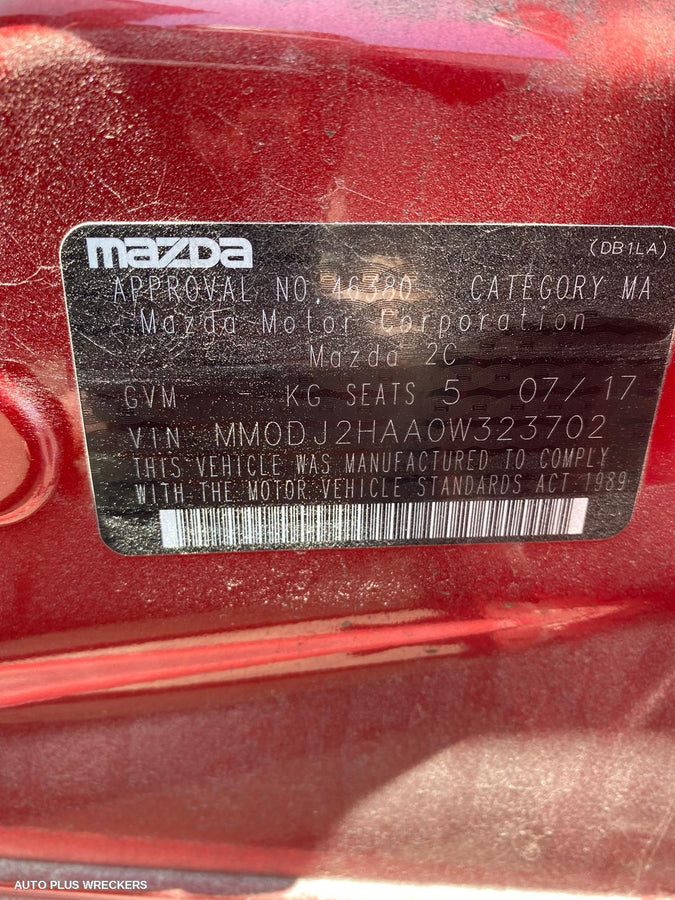 mazda (DB1LA)
APPROVAL NO. 46380 CATEGORY MA
Mazda Motor Corporation
Mazda 2C
GVM - KG SEATS 5 07/17
VIN MM0DJ2HAA0W323702
THIS VEHICLE WAS MANUFACTURED TO COMPLY
WITH THE MOTOR VEHICLE STANDARDS ACT 1989
AUTO PLUS WRECKERS